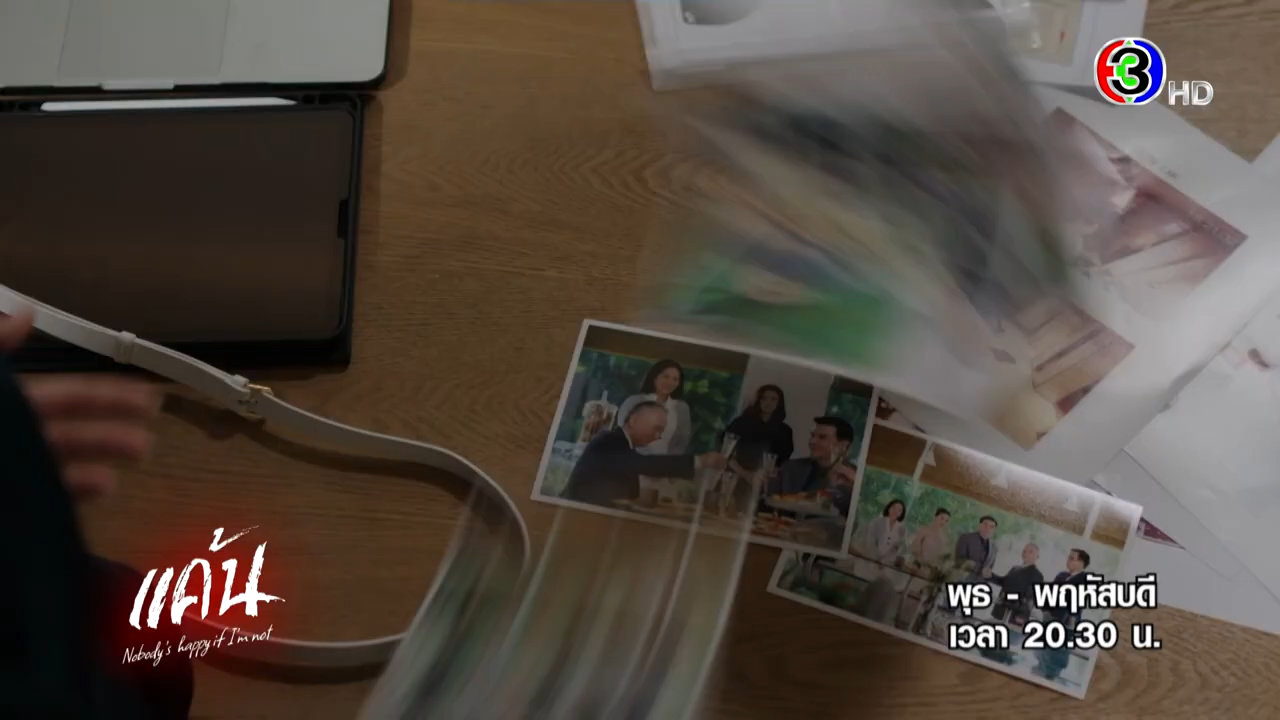 3 HD
แค้น
Nobody's happy if I'm not
พุธ - พฤหัสบดี
เวลา 20.30 น.